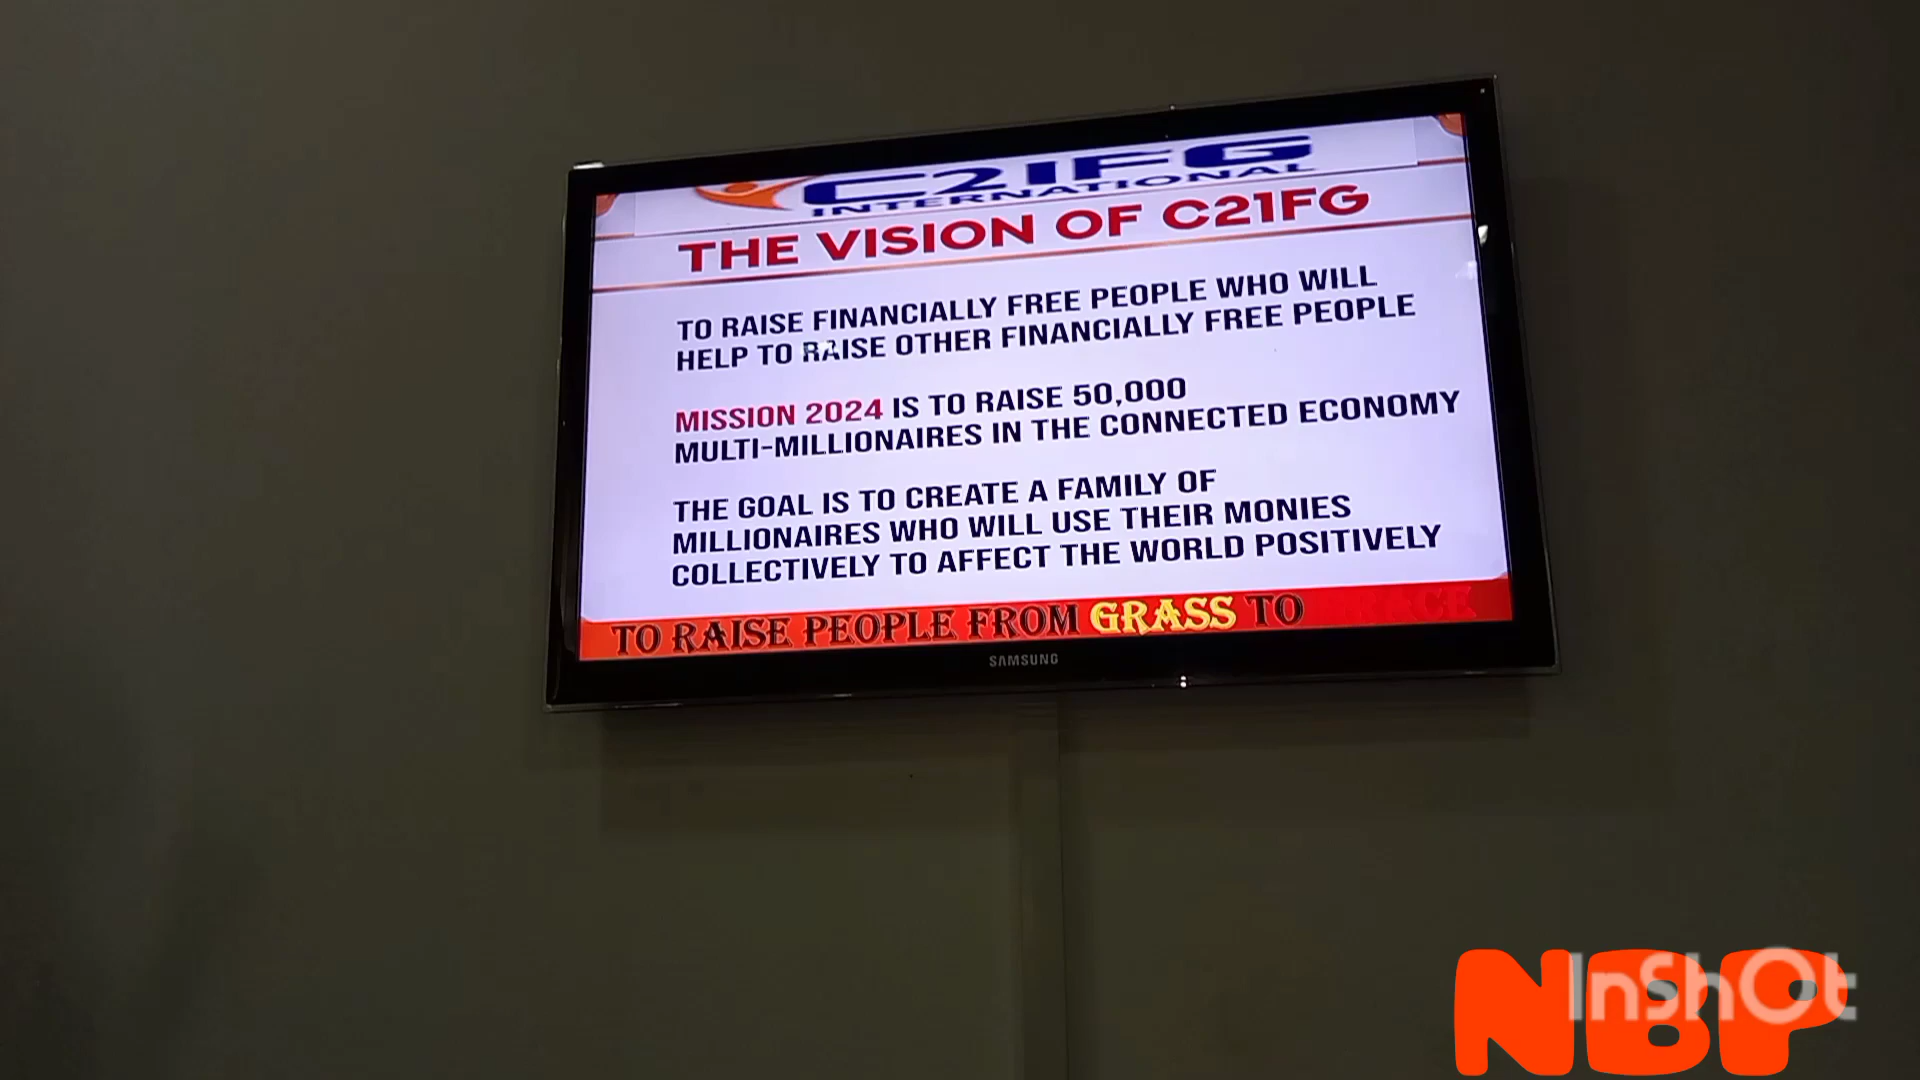 C21FG
INTERNATIONAL
THE VISION OF C21FG
TO RAISE FINANCIALLY FREE PEOPLE WHO WILL
HELP TO RAISE OTHER FINANCIALLY FREE PEOPLE
MISSION 2024 IS TO RAISE 50,000
MULTI-MILLIONAIRES IN THE CONNECTED ECONOMY
THE GOAL IS TO CREATE A FAMILY OF
MILLIONAIRES WHO WILL USE THEIR MONIES
COLLECTIVELY TO AFFECT THE WORLD POSITIVELY
TO RAISE PEOPLE FROM GRASS TO
SAMSUNG
NBP
InShOt